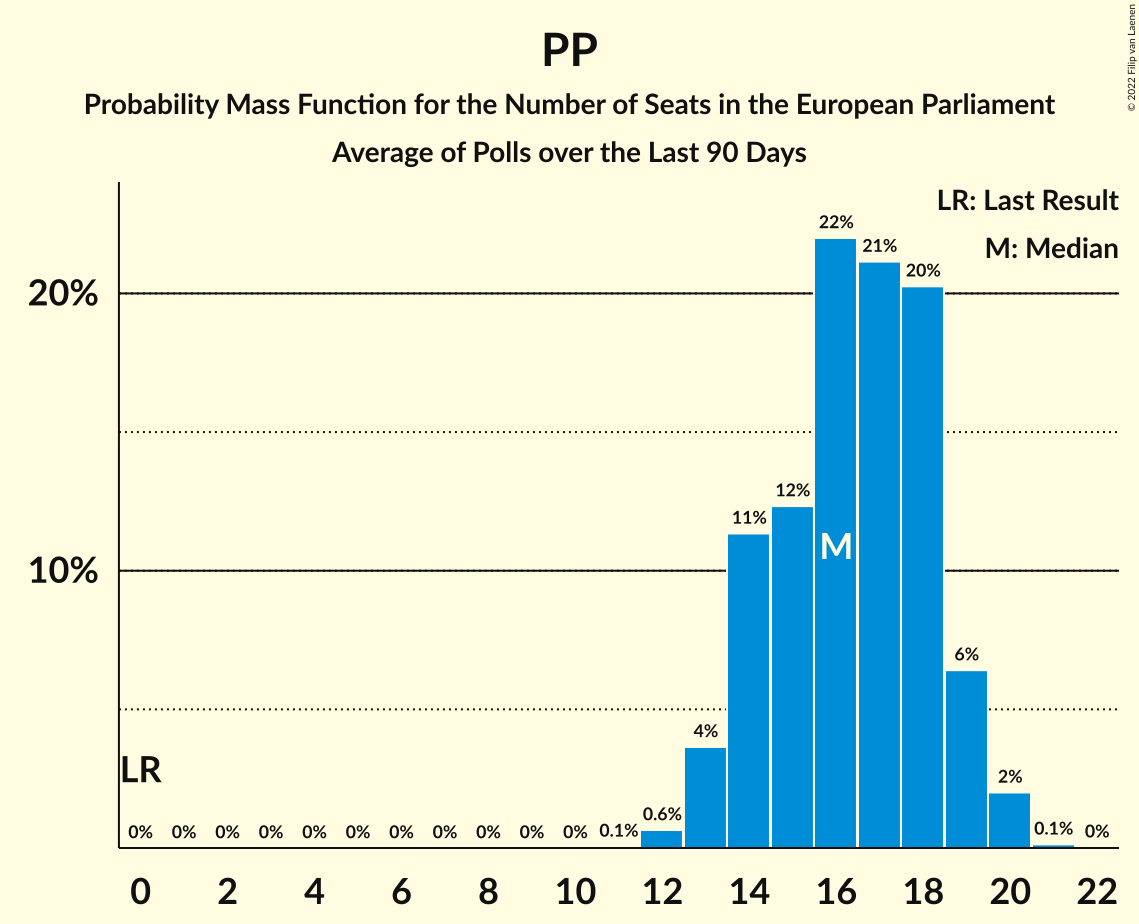 PP
Probability Mass Function for the Number of Seats in the European Parliament
Average of Polls over the Last 90 Days
© 2022 Filip van Laenen
LR: Last Result
M: Median
20%
10%
22%
21%
20%
12%
11%
M
6%
4%
LR
2%
0% 0% 0% 0% 0% 0% 0% 0% 0% 0% 0% 0.1% 0.6% 0.1% 0%
0 2 4 6 8 10 12 14 16 18 20 22